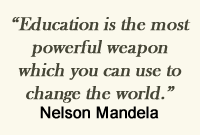 “Education is the most
powerful weapon
which you can use to
change the world.”
Nelson Mandela